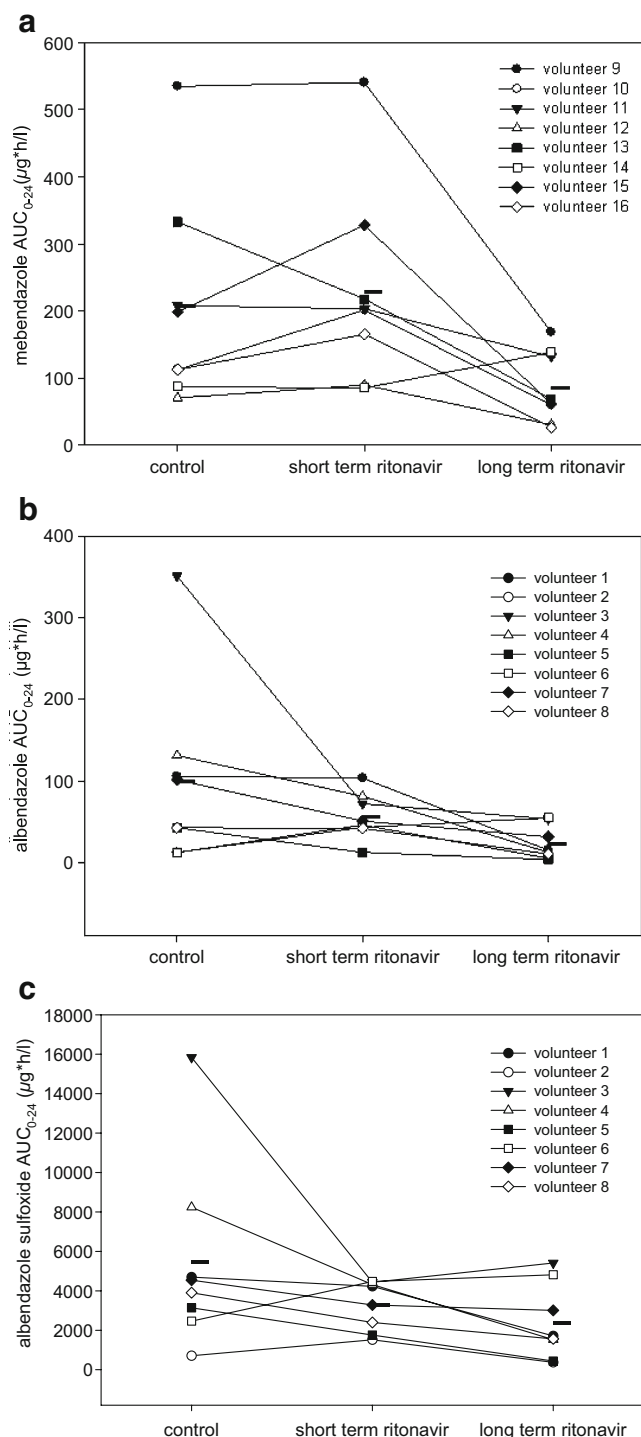 a
mebendazole AUC0-24 (µg*h/l)
600
500
400
300
200
100
0
volunteer 9
volunteer 10
volunteer 11
volunteer 12
volunteer 13
volunteer 14
volunteer 15
volunteer 16
control short term ritonavir long term ritonavir
b
albendazole AUC0-24 (µg*h/l)
400
300
200
100
0
volunteer 1
volunteer 2
volunteer 3
volunteer 4
volunteer 5
volunteer 6
volunteer 7
volunteer 8
control short term ritonavir long term ritonavir
c
albendazole sulfoxide AUC0-24 (µg*h/l)
18000
16000
14000
12000
10000
8000
6000
4000
2000
0
volunteer 1
volunteer 2
volunteer 3
volunteer 4
volunteer 5
volunteer 6
volunteer 7
volunteer 8
control short term ritonavir long term ritonavir